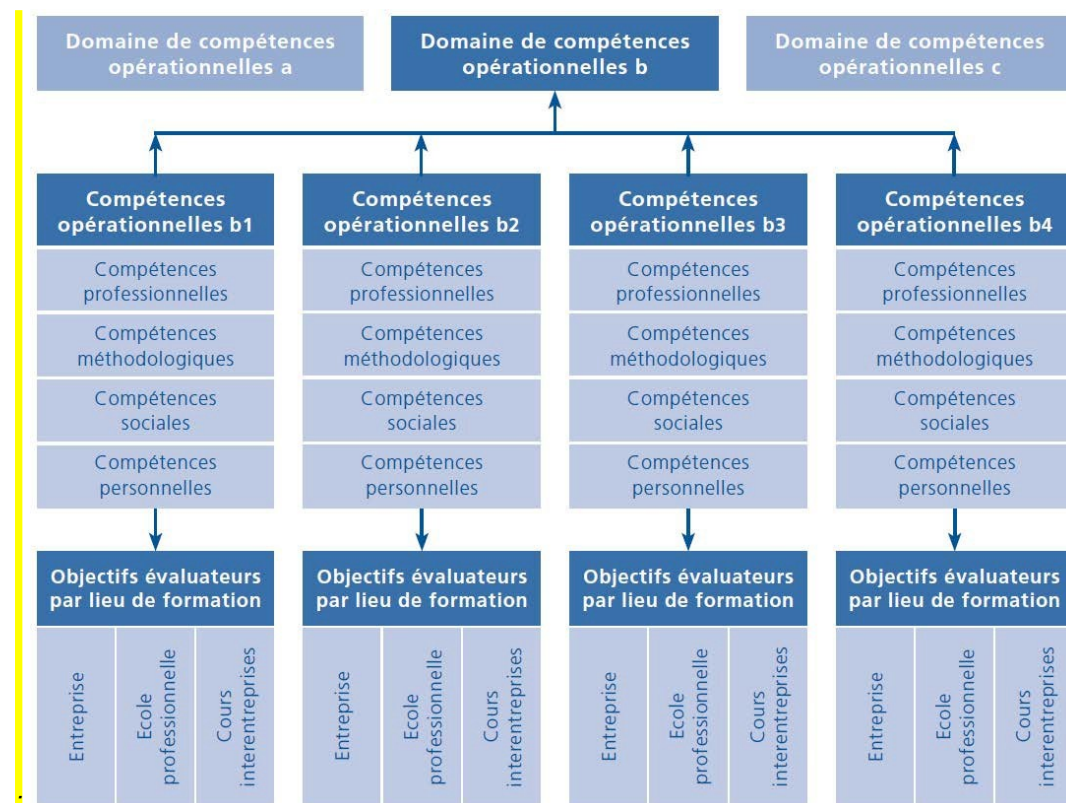 Domaine de compétences
opérationnelles a
Domaine de compétences
opérationnelles b
Domaine de compétences
opérationnelles c
Compétences
opérationnelles b1
Compétences
professionnelles
Compétences
méthodologiques
Compétences
sociales
Compétences
personnelles
Objectifs évaluateurs
par lieu de formation
Entreprise
Ecole
professionnelle
Cours
interentreprises
Compétences
opérationnelles b2
Compétences
professionnelles
Compétences
méthodologiques
Compétences
sociales
Compétences
personnelles
Objectifs évaluateurs
par lieu de formation
Entreprise
Ecole
professionnelle
Cours
interentreprises
Compétences
opérationnelles b3
Compétences
professionnelles
Compétences
méthodologiques
Compétences
sociales
Compétences
personnelles
Objectifs évaluateurs
par lieu de formation
Entreprise
Ecole
professionnelle
Cours
interentreprises
Compétences
opérationnelles b4
Compétences
professionnelles
Compétences
méthodologiques
Compétences
sociales
Compétences
personnelles
Objectifs évaluateurs
par lieu de formation
Entreprise
Ecole
professionnelle
Cours
interentreprises
.